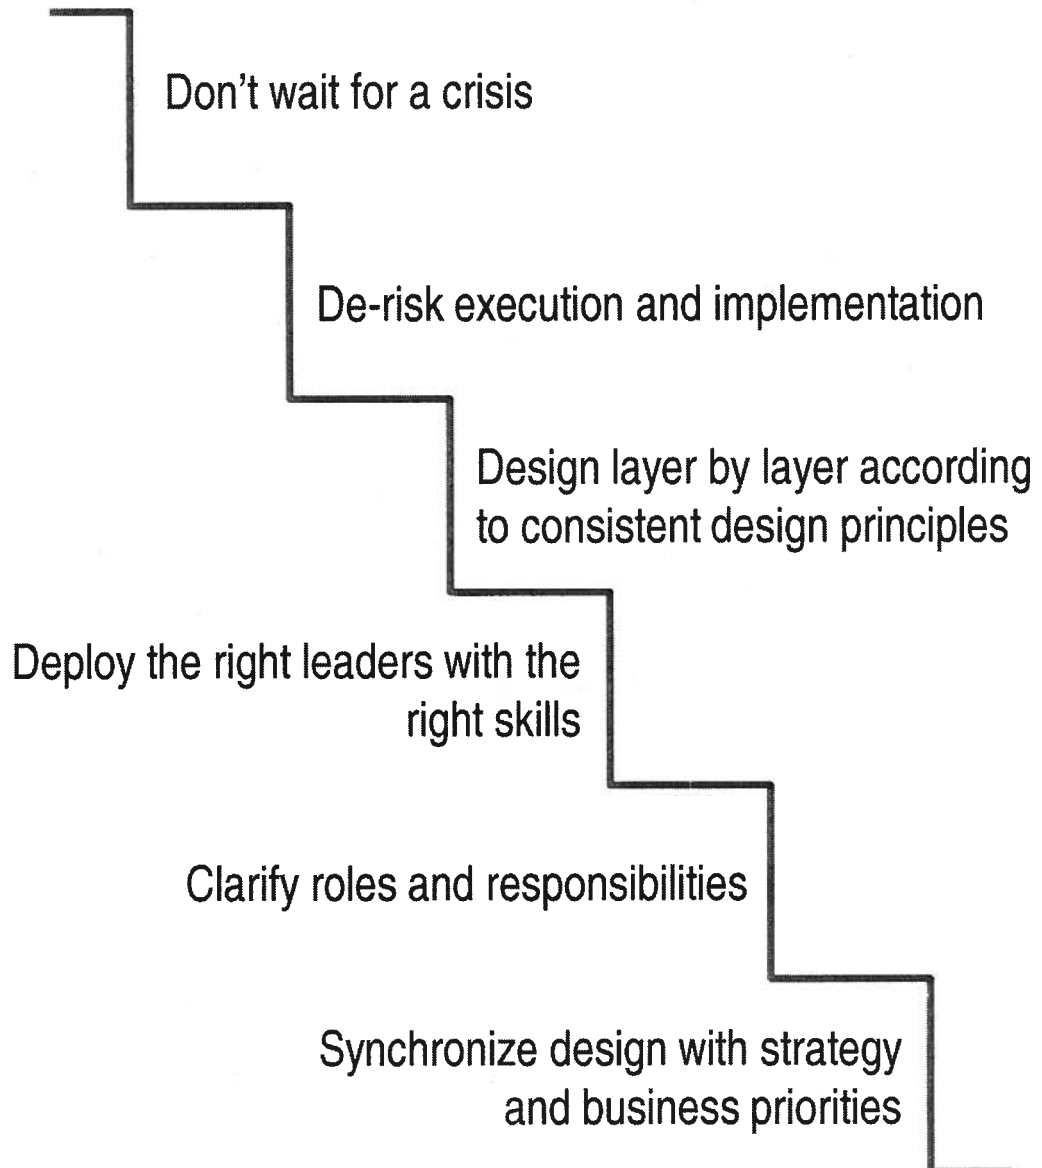 Don't wait for a crisis
De-risk execution and implementation
Design layer by layer according
to consistent design principles
Deploy the right leaders with the
right skills
Clarify roles and responsibilities
Synchronize design with strategy
and business priorities